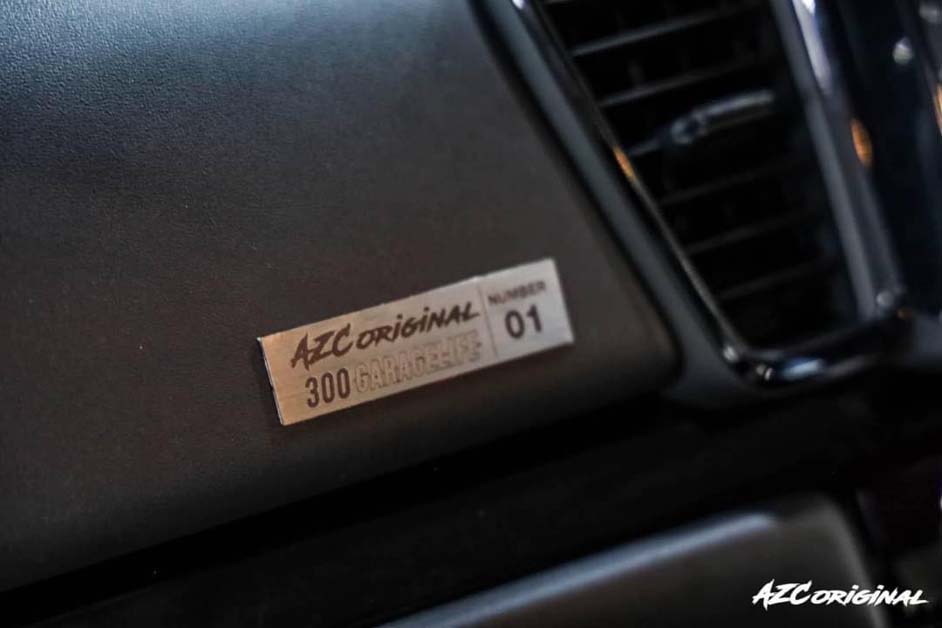 AZC ORIGINAL
300 GARAGELIFE
NUMBER
01
AZC ORIGINAL